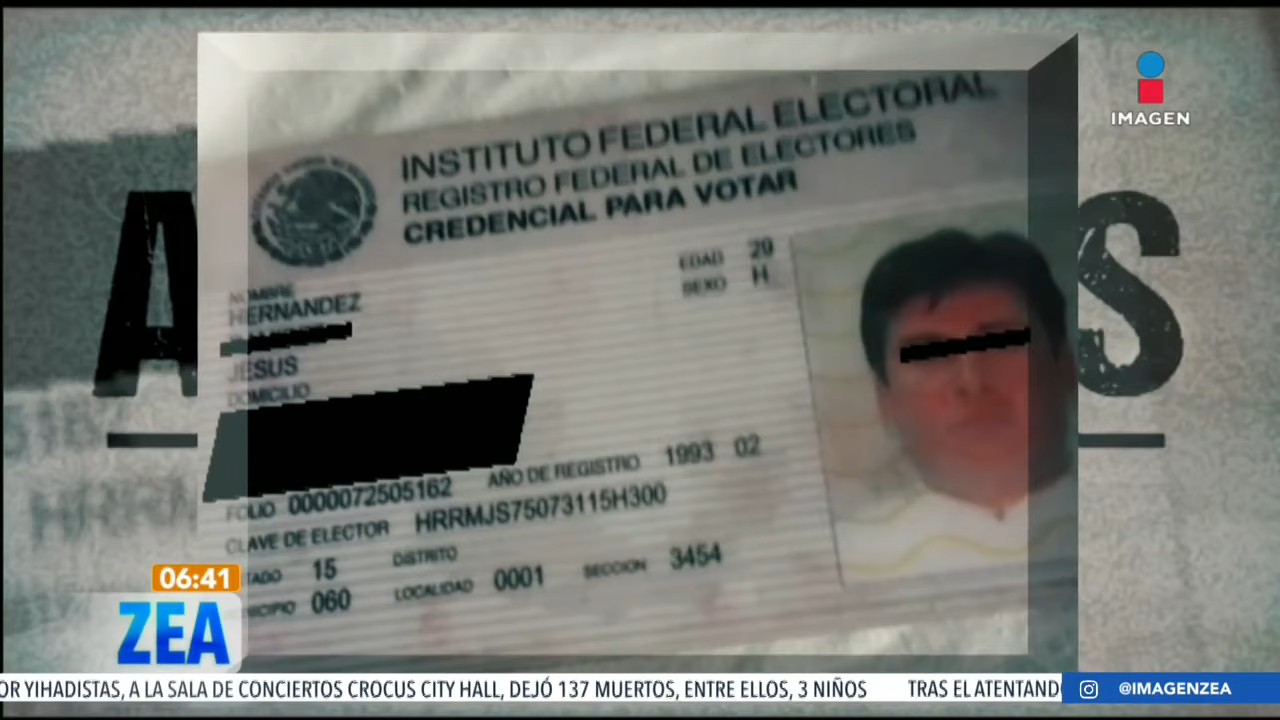 IMAGEN
INSTITUTO FEDERAL ELECTORAL
REGISTRO FEDERAL DE ELECTORES
CREDENCIAL PARA VOTAR
EDAD 29
SEXO H
NOMBRE
HERNANDEZ
JESUS
DOMICILIO
FOLIO 0000072505162 AÑO DE REGISTRO 1993 02
CLAVE DE ELECTOR HRRMJS75073115H300
TADO 15 DISTRITO
ICIPIO 060 LOCALIDAD 0001 SECCION 3454
A S
HRRM
06:41
ZEA
OR YIHADISTAS, A LA SALA DE CONCIERTOS CROCUS CITY HALL, DEJÓ 137 MUERTOS, ENTRE ELLOS, 3 NIÑOS TRAS EL ATENTAND
@IMAGENZEA